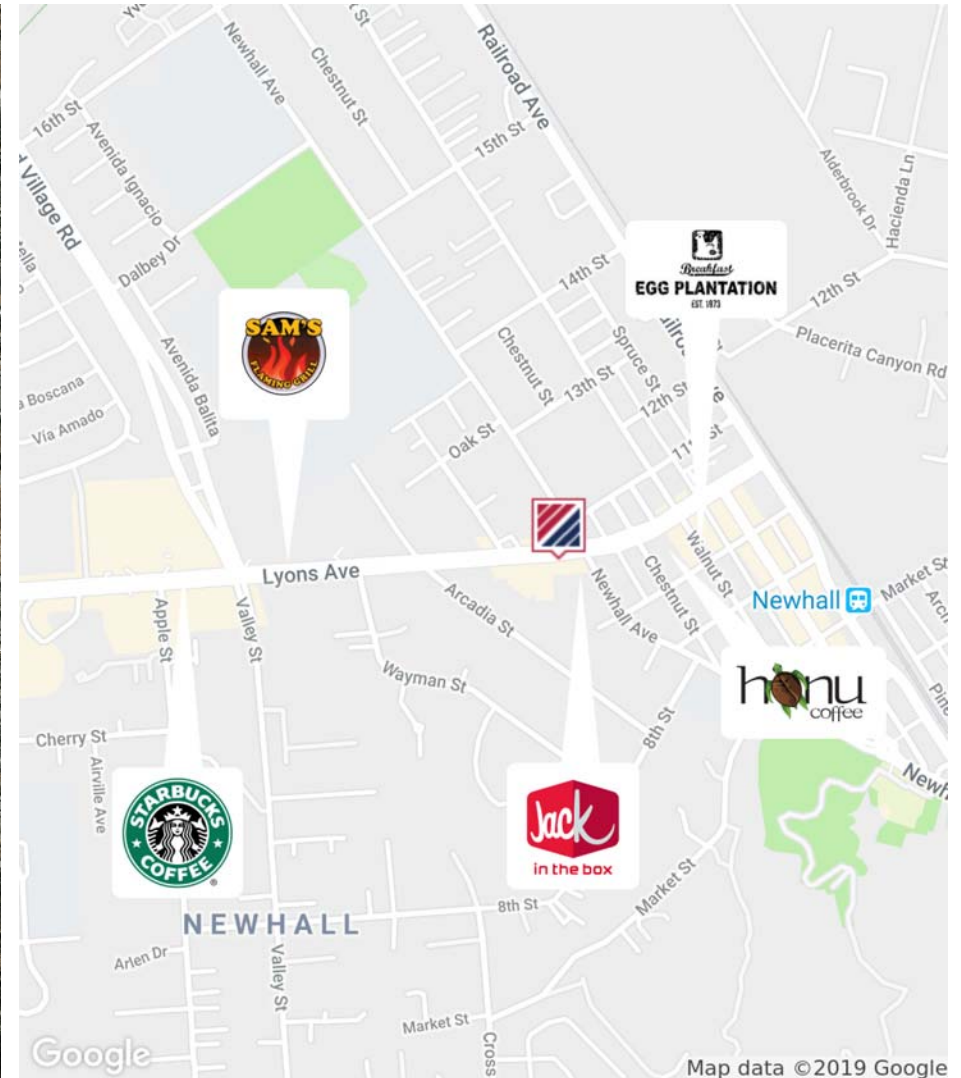 Newhall Ave
Chestnut St
Railroad Ave
16th St
Avenida Ignacio
15th St
Alderbrook Dr
Hacienda Ln
d Village Rd
Dalbey Dr
14th St
Breakfast
EGG PLANTATION
EST. 1973
12th St
Placerita Canyon Rd
SAM'S
FLAMING GRILL
Avenida Balita
Chestnut St
Spruce St
13th St
12th St
11th St
Boscana
Via Amado
Oak St
Lyons Ave
Apple St
Valley St
Arcadia St
Newhall Ave
Chestnut St
Walnut St
Newhall
Market St
Wayman St
honu
coffee
8th St
Cherry St
Airville Ave
STARBUCKS
COFFEE
®
Jack
in the box
NEWHALL
8th St
Market St
Arlen Dr
Valley St
Market St
Cross
Google
Map data ©2019 Google